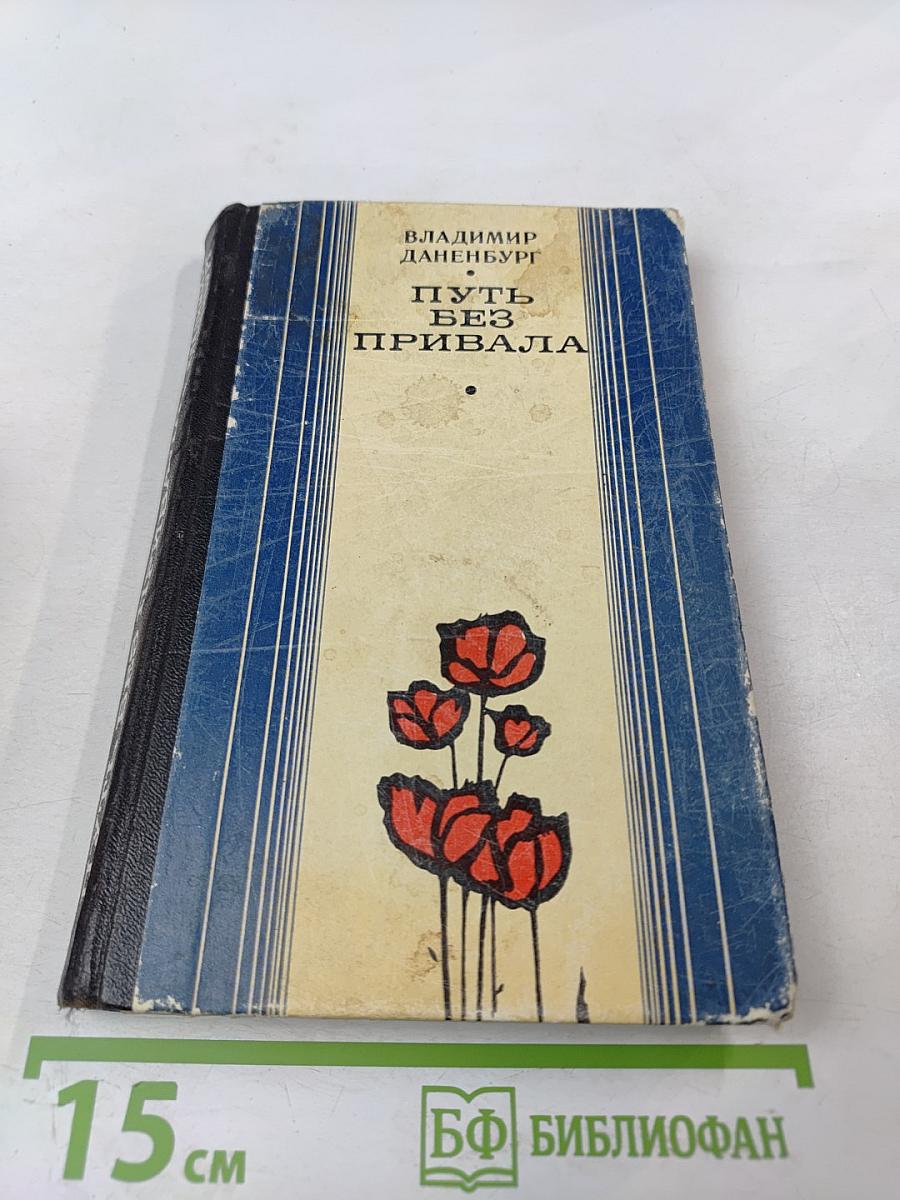 ВЛАДИМИР
ДАНЕНБУРГ
ПУТЬ
БЕЗ
ПРИВАЛА
15 см
БФ БИБЛИОФАН